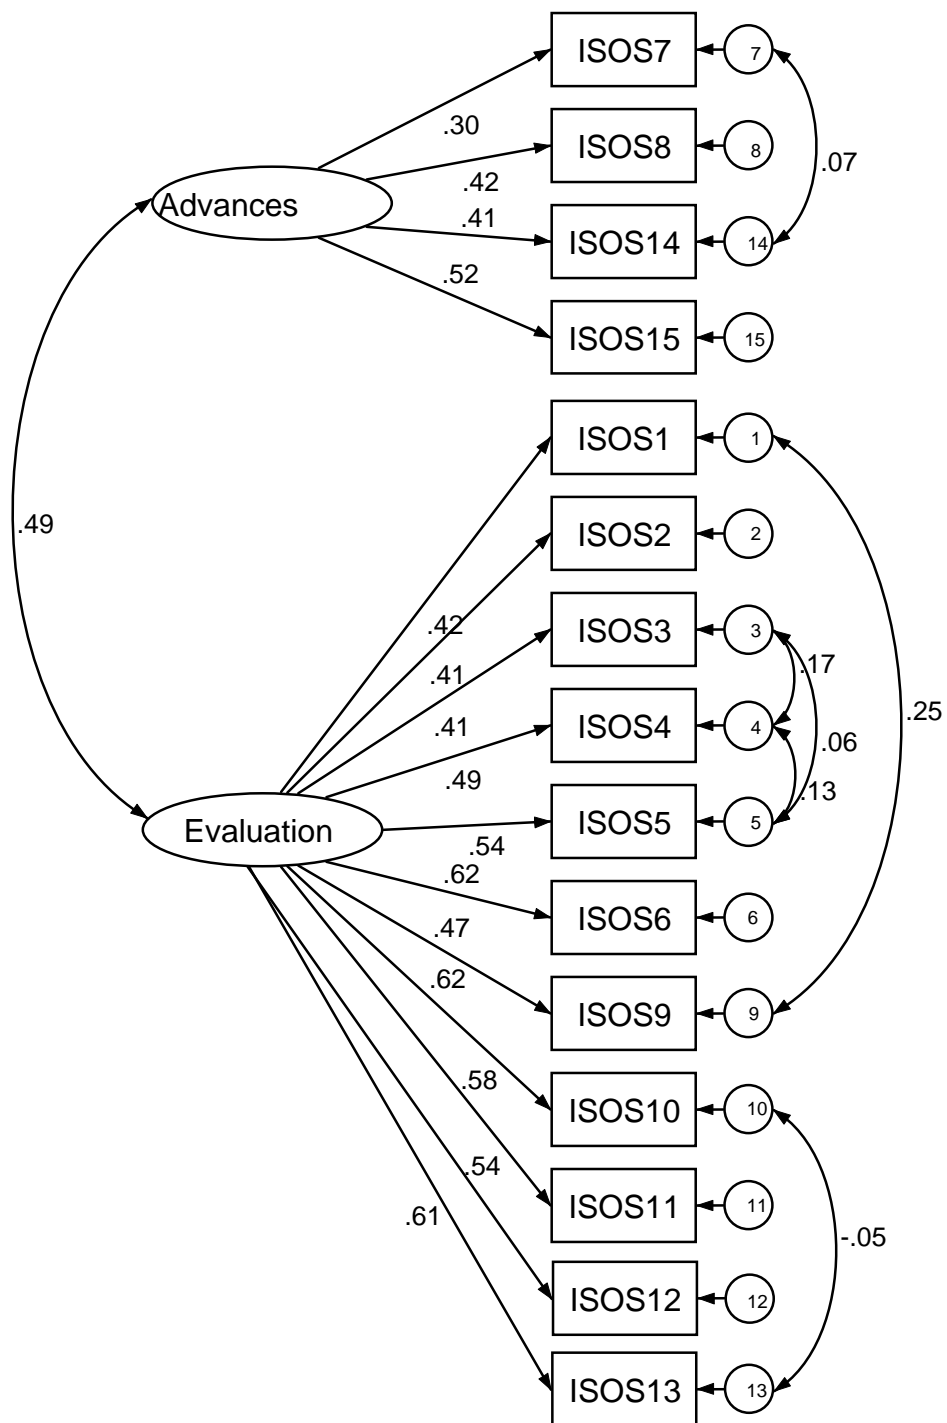 ISOS7
7
.30
ISOS8
8
.07
.42
Advances
.41
ISOS14
14
.52
ISOS15
15
ISOS1
1
.49
ISOS2
2
.42
ISOS3
3
.17
.41
.25
.41
ISOS4
4
.06
.49
.13
Evaluation
ISOS5
5
.54
.62
ISOS6
6
.47
.62
ISOS9
9
.58
ISOS10
10
.54
ISOS11
11
.61
-.05
ISOS12
12
ISOS13
13